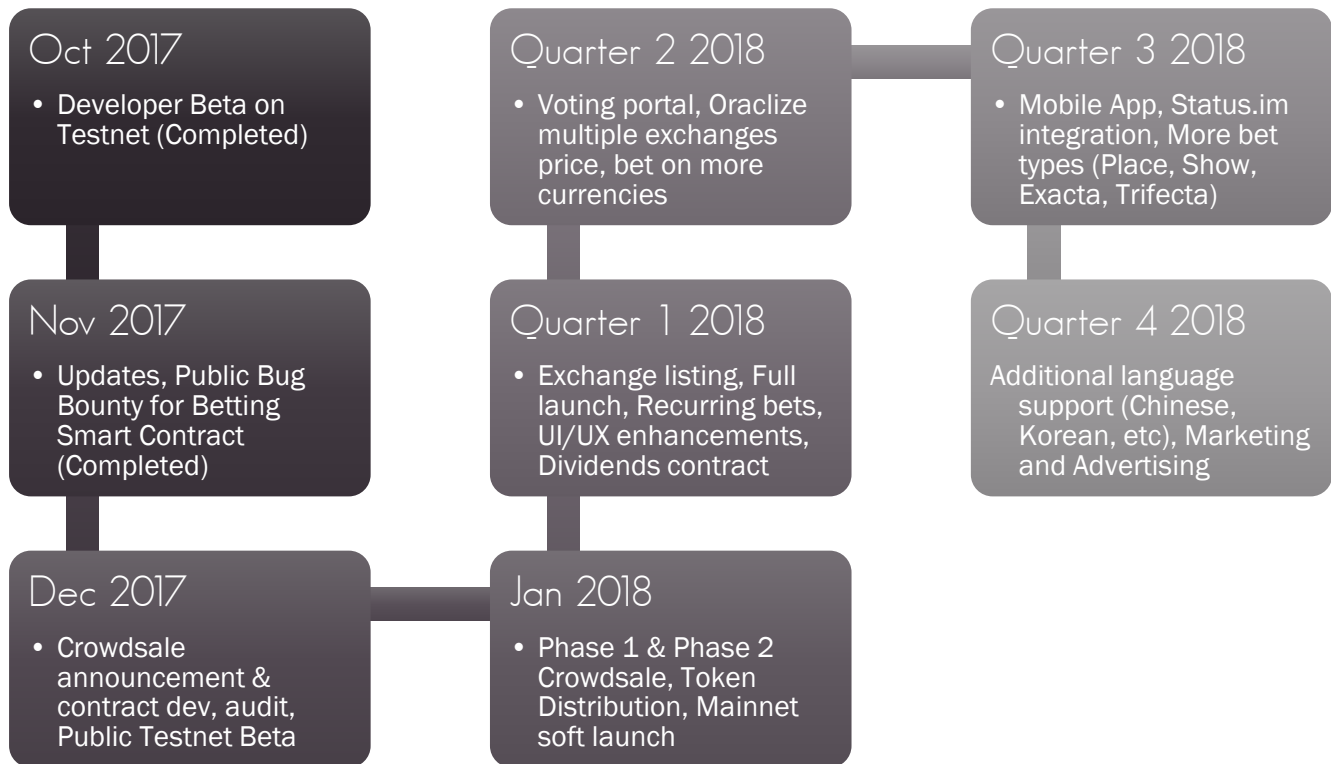 Oct 2017
• Developer Beta on
Testnet (Completed)
Nov 2017
• Updates, Public Bug
Bounty for Betting
Smart Contract
(Completed)
Dec 2017
• Crowdsale
announcement &
contract dev, audit,
Public Testnet Beta
Jan 2018
• Phase 1 & Phase 2
Crowdsale, Token
Distribution, Mainnet
soft launch
Quarter 1 2018
• Exchange listing, Full
launch, Recurring bets,
UI/UX enhancements,
Dividends contract
Quarter 2 2018
• Voting portal, Oraclize
multiple exchanges
price, bet on more
currencies
Quarter 3 2018
• Mobile App, Status.im
integration, More bet
types (Place, Show,
Exacta, Trifecta)
Quarter 4 2018
Additional language
support (Chinese,
Korean, etc), Marketing
and Advertising